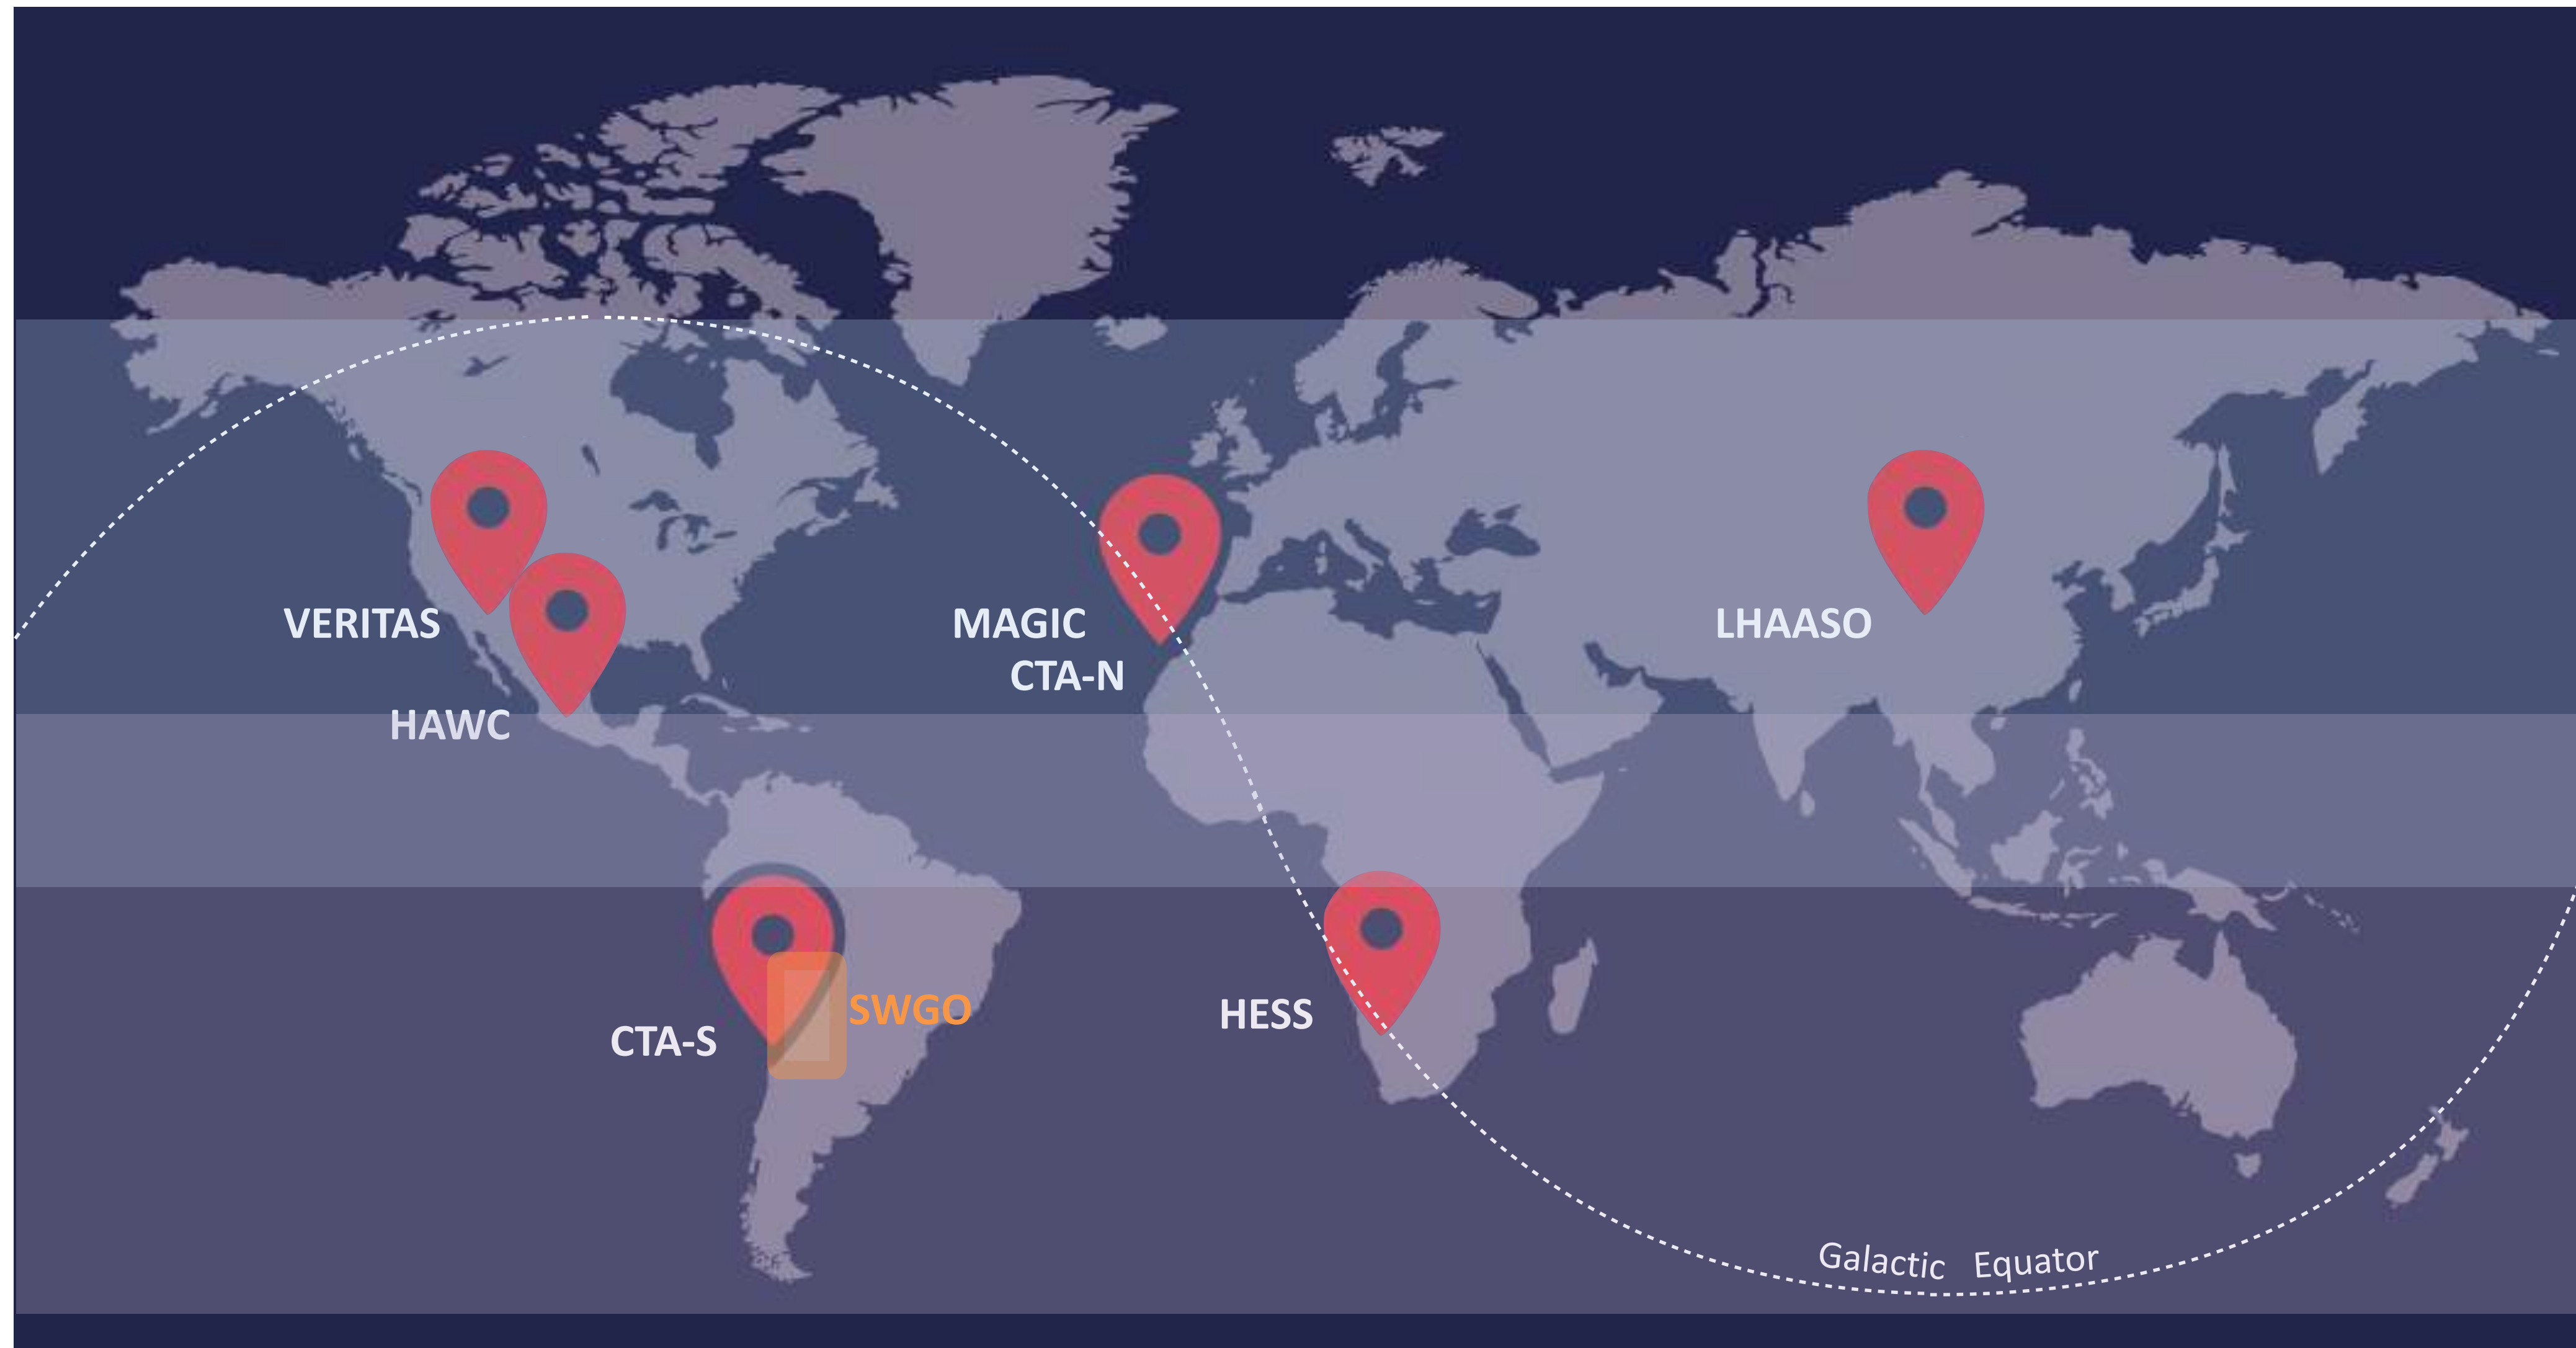 VERITAS
MAGIC
LHAASO
CTA-N
HAWC
SWGO
HESS
CTA-S
Galactic Equator